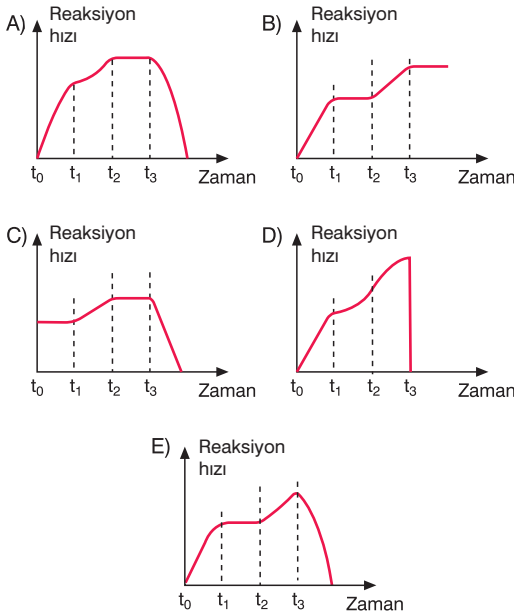 A) Reaksiyon
hızı
t0 t1 t2 t3 Zaman
B) Reaksiyon
hızı
t0 t1 t2 t3 Zaman
C) Reaksiyon
hızı
t0 t1 t2 t3 Zaman
D) Reaksiyon
hızı
t0 t1 t2 t3 Zaman
E) Reaksiyon
hızı
t0 t1 t2 t3 Zaman